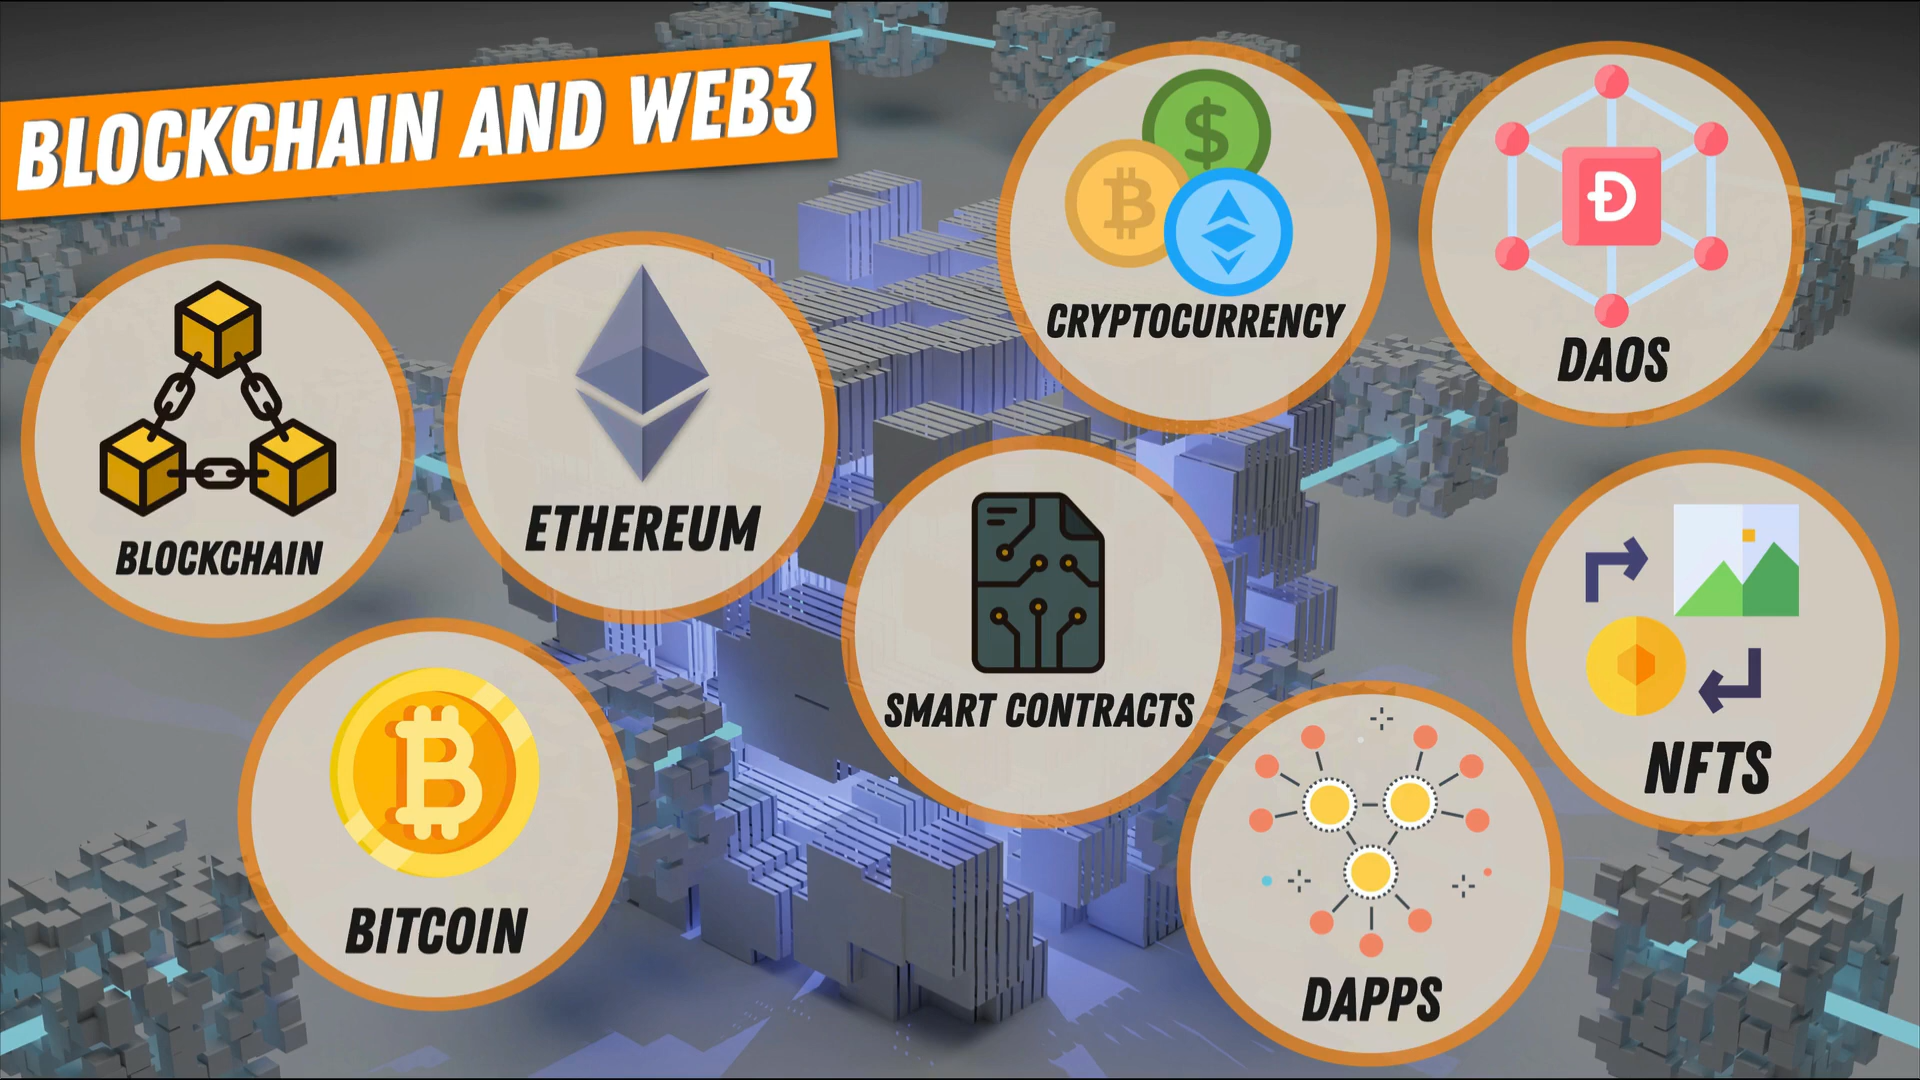 BLOCKCHAIN AND WEB3
CRYPTOCURRENCY
DAOS
BLOCKCHAIN
ETHEREUM
SMART CONTRACTS
NFTS
BITCOIN
DAPPS